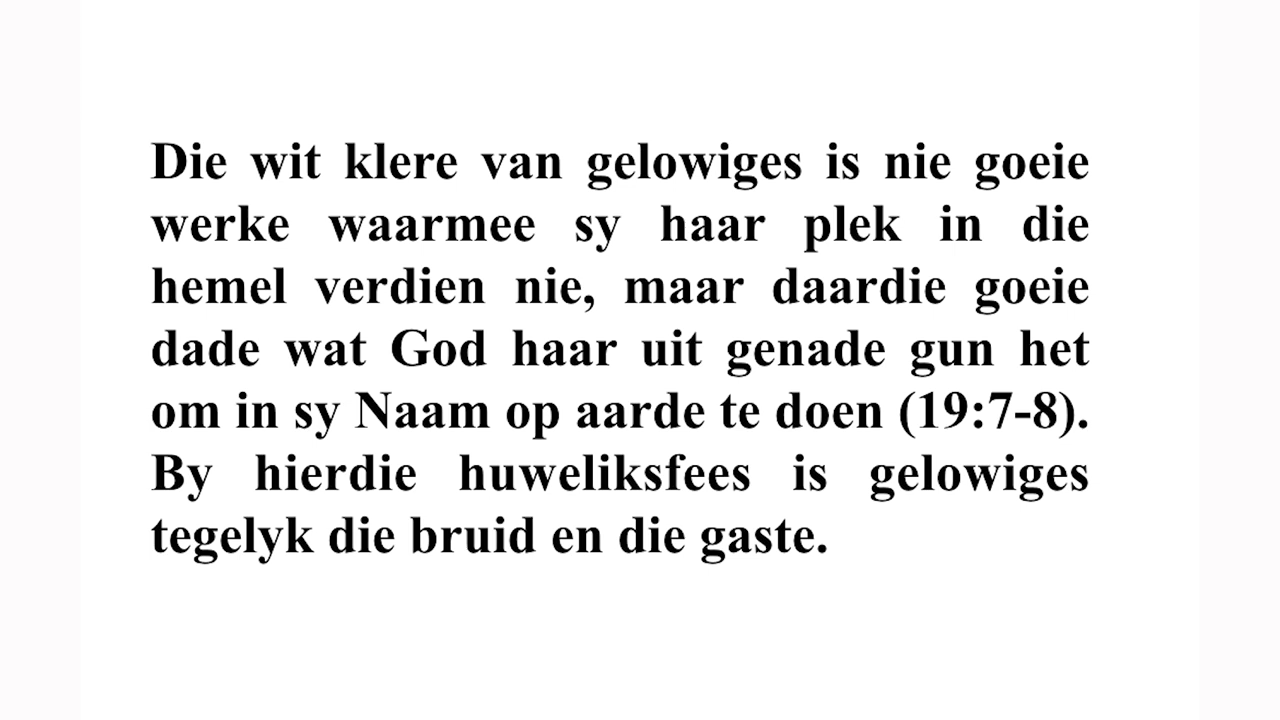 Die wit klere van gelowiges is nie goeie
werke waarmee sy haar plek in die
hemel verdien nie, maar daardie goeie
dade wat God haar uit genade gun het
om in sy Naam op aarde te doen (19:7-8).
By hierdie huweliksfees is gelowiges
tegelyk die bruid en die gaste.